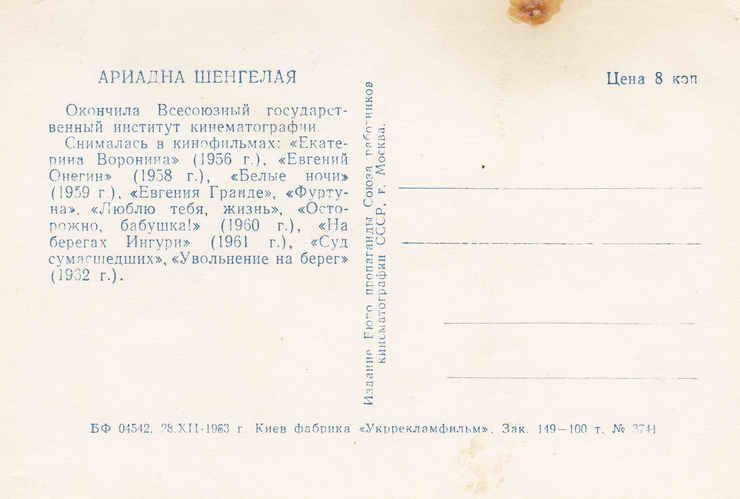 АРИАДНА ШЕНГЕЛАЯ
Цена 8 коп
Окончила Всесоюзный государст-
венный институт кинематографии.
Снималась в кинофильмах: «Екате-
рина Воронина» (1956 г.), «Евгений
Онегин» (1958 г.), «Белые ночи»
(1959 г.), «Евгения Гранде», «Фурту-
на», «Люблю тебя, жизнь», «Осто-
рожно, бабушка!» (1960 г.), «На
берегах Ингури» (1961 г.), «Суд
сумасшедших», «Увольнение на берег»
(1962 г.).
Издание Бюро пропаганды Союза работников
кинематографии СССР, г. Москва.
БФ 04542. 28.XII-1963 г. Киев фабрика «Укррекламфильм». Зак. 149—100 т. № 3741